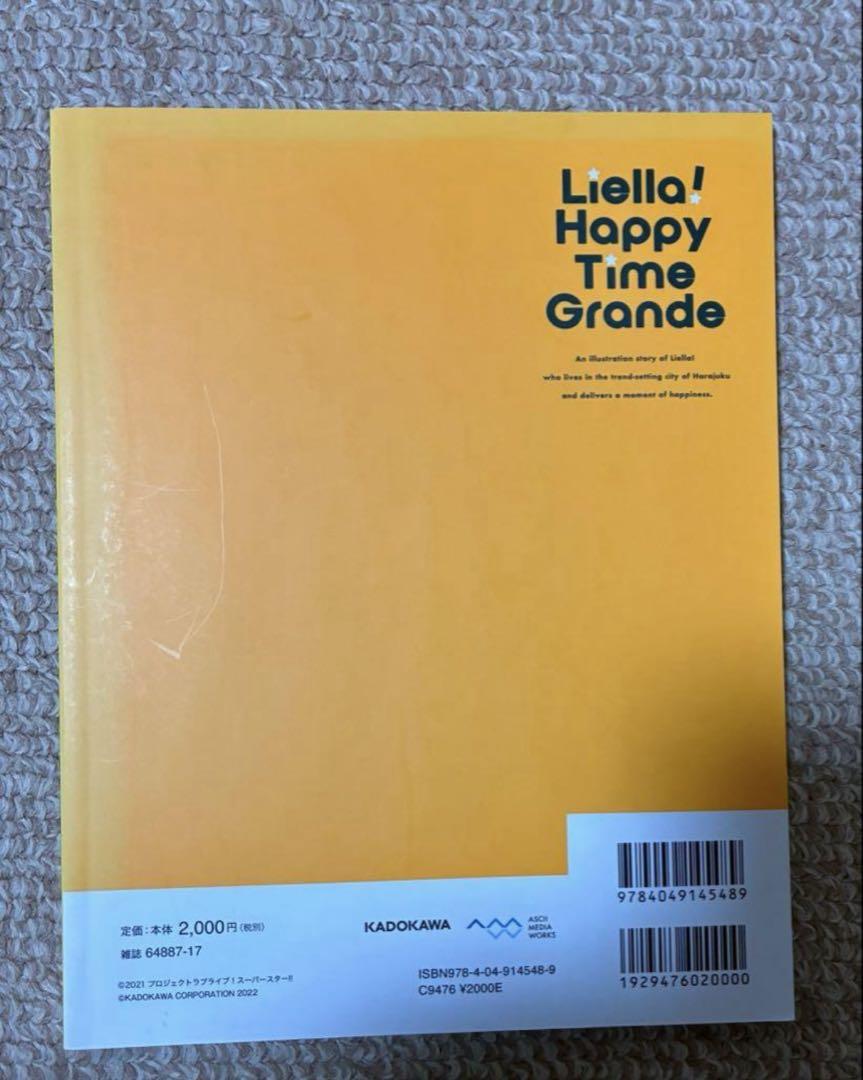 Liella!
Happy
Time
Grande
An illustration story of Liella!
who lives in the trend-setting city of Harajuku
and delivers a moment of happiness.
9784049145489
定価:本体 2,000円(税別)
KADOKAWA
ASCII
MEDIA
WORKS
雑誌 64887-17
ISBN978-4-04-914548-9
C9476 ¥2000E
1929476020000
©2021 プロジェクトラブライブ!スーパースター!!
©KADOKAWA CORPORATION 2022